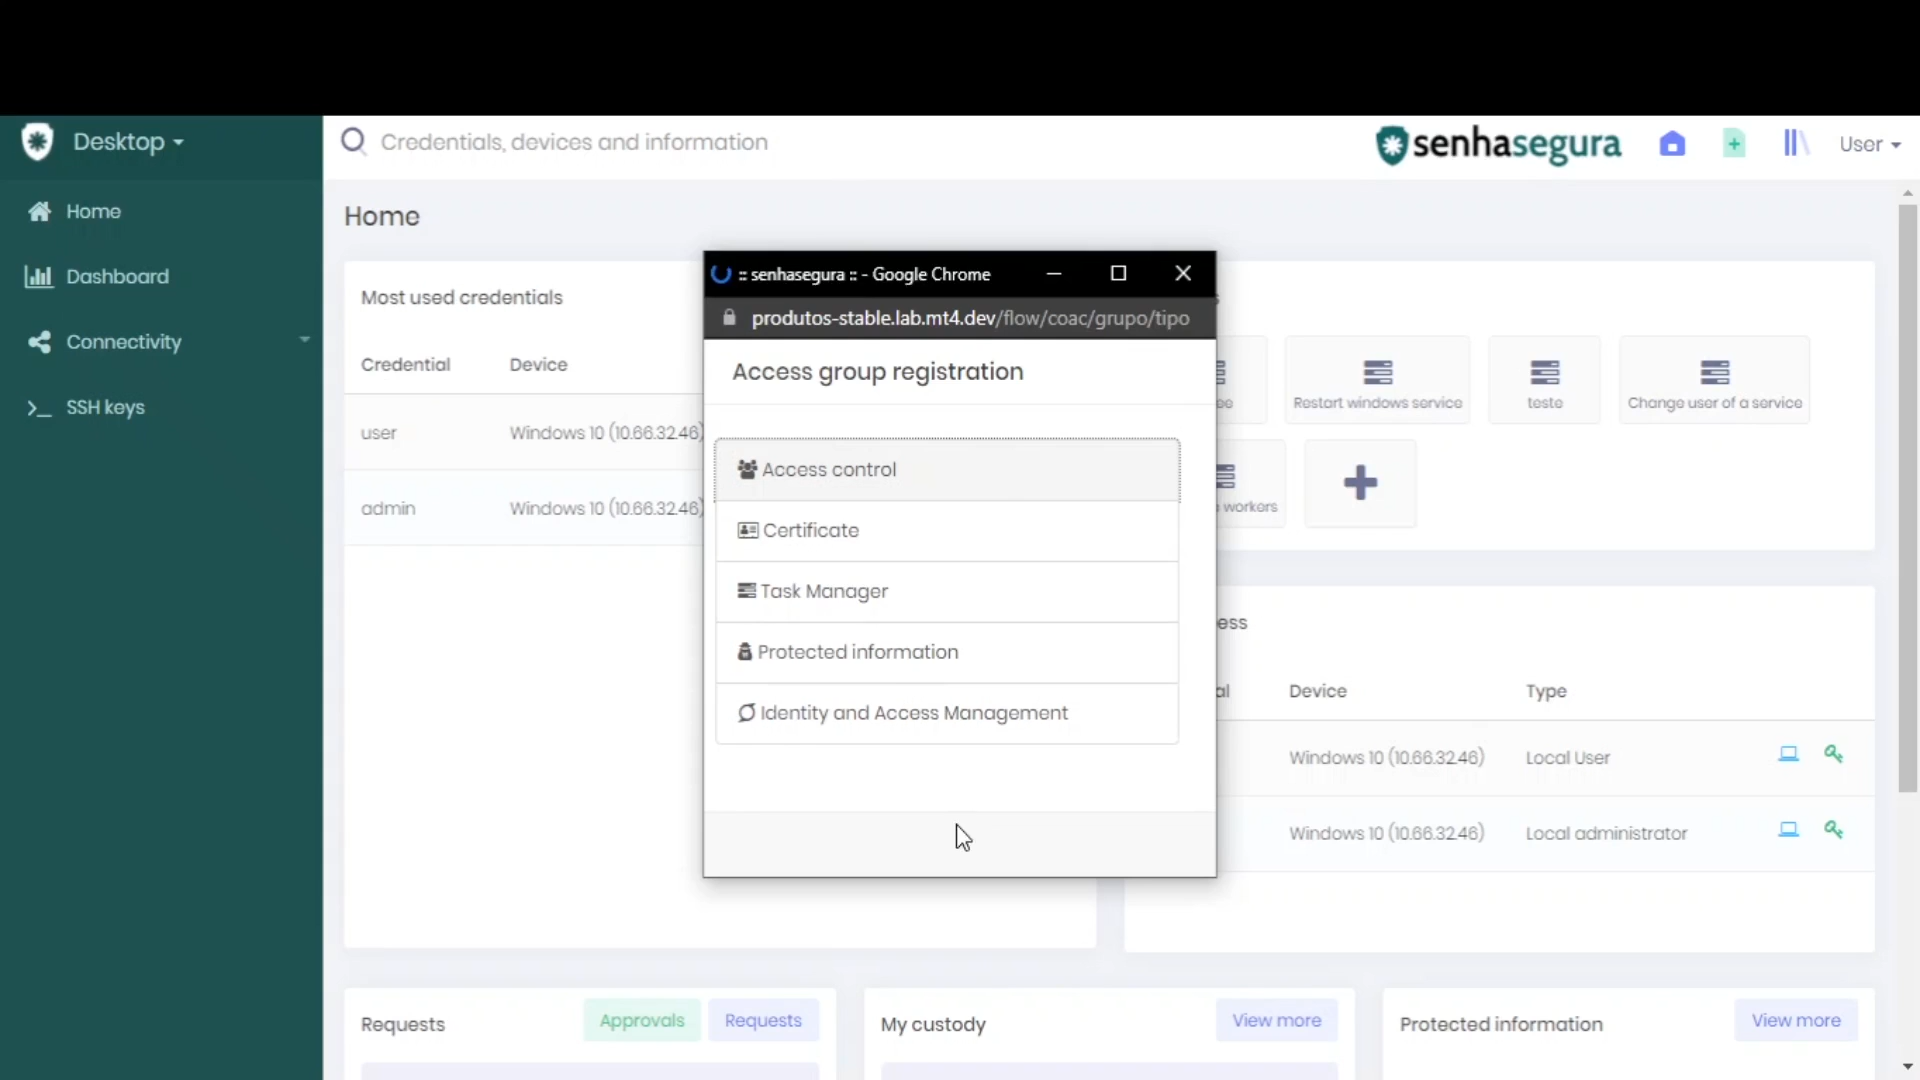 Desktop
Credentials, devices and information
senhasegura
User
Home
Dashboard
Connectivity
SSH keys
Home
Most used credentials
Credential Device
user Windows 10 (10.66.32.46)
admin Windows 10 (10.66.32.46)
:: senhasegura :: - Google Chrome
produtos-stable.lab.mt4.dev/flow/coac/grupo/tipo
Access group registration
Access control
Certificate
Task Manager
Protected information
Identity and Access Management
Restart windows service
teste
Change user of a service
workers
Device Type
Windows 10 (10.66.32.46) Local User
Windows 10 (10.66.32.46) Local administrator
Requests
Approvals
Requests
My custody
View more
Protected information
View more